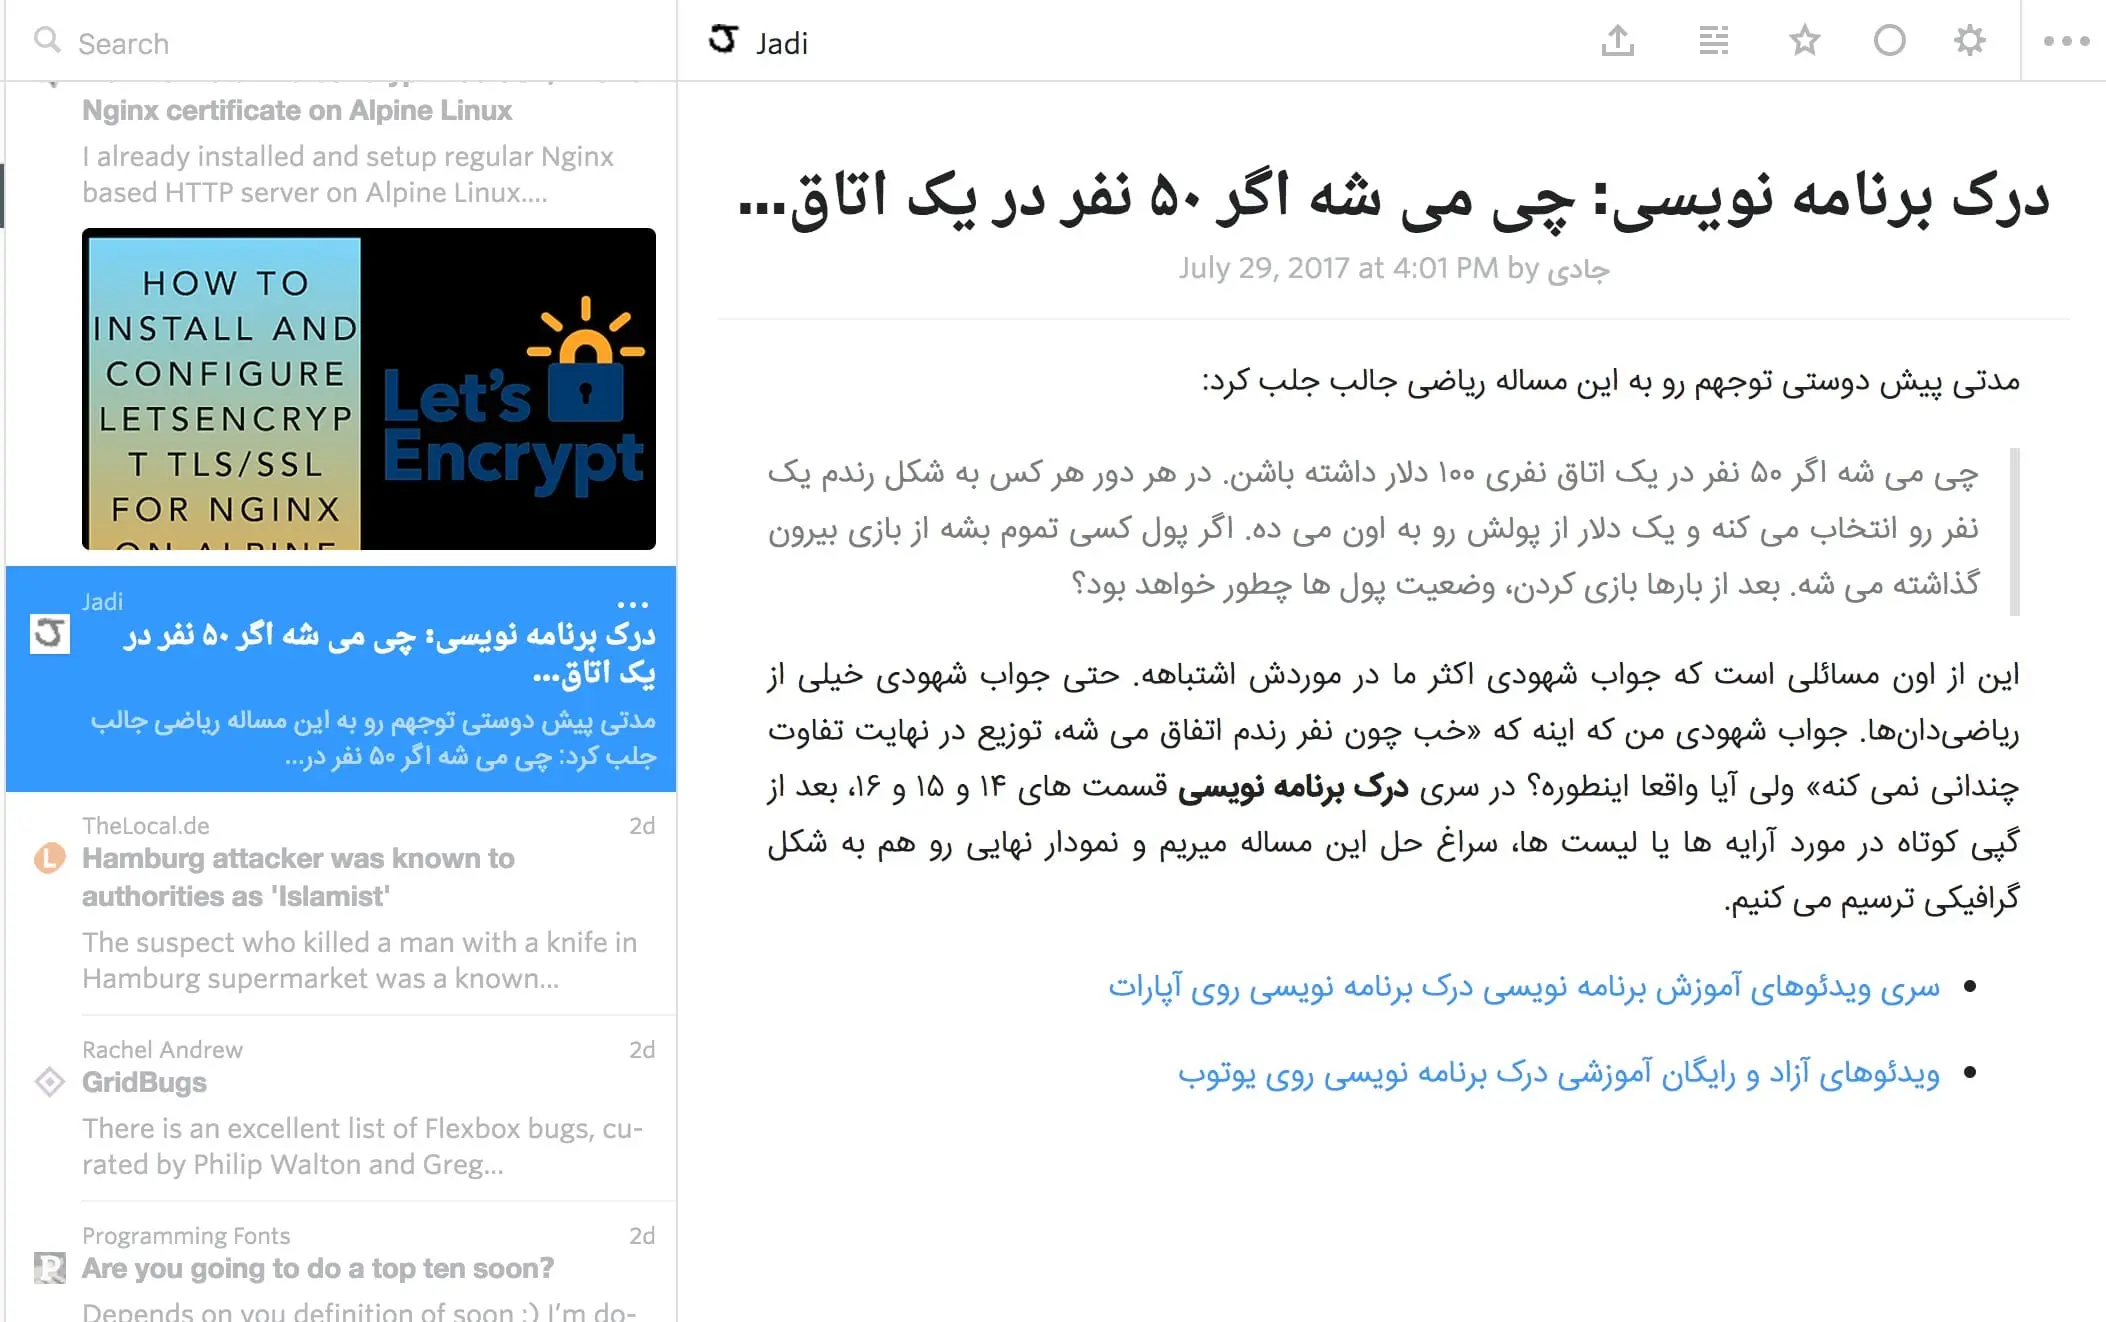 Search
Nginx certificate on Alpine Linux
I already installed and setup regular Nginx
based HTTP server on Alpine Linux....
HOW TO
INSTALL AND
CONFIGURE
LETSENCRYP
T TLS/SSL
FOR NGINX
ON ALPINE
Let's
Encrypt
Jadi
درک برنامه نویسی: چی می شه اگر ۵۰ نفر در
یک اتاق...
مدتی پیش دوستی توجهم رو به این مساله ریاضی جالب
جلب کرد: چی می شه اگر ۵۰ نفر در...
TheLocal.de 2d
Hamburg attacker was known to
authorities as 'Islamist'
The suspect who killed a man with a knife in
Hamburg supermarket was a known...
Rachel Andrew 2d
GridBugs
There is an excellent list of Flexbox bugs, cu-
rated by Philip Walton and Greg...
Programming Fonts 2d
Are you going to do a top ten soon?
Depends on you definition of soon :) I'm do-
Jadi
درک برنامه نویسی: چی می شه اگر ۵۰ نفر در یک اتاق...
July 29, 2017 at 4:01 PM by جادی
مدتی پیش دوستی توجهم رو به این مساله ریاضی جالب جلب کرد:
چی می شه اگر ۵۰ نفر در یک اتاق نفری ۱۰۰ دلار داشته باشن. در هر دور هر کس به شکل رندم یک
نفر رو انتخاب می کنه و یک دلار از پولش رو به اون می ده. اگر پول کسی تموم بشه از بازی بیرون
گذاشته می شه. بعد از بارها بازی کردن، وضعیت پول ها چطور خواهد بود؟
این از اون مسائلی است که جواب شهودی اکثر ما در موردش اشتباهه. حتی جواب شهودی خیلی از
ریاضی‌دان‌ها. جواب شهودی من که اینه که «خب چون نفر رندم اتفاق می شه، توزیع در نهایت تفاوت
چندانی نمی کنه» ولی آیا واقعا اینطوره؟ در سری درک برنامه نویسی قسمت های ۱۴ و ۱۵ و ۱۶، بعد از
گپی کوتاه در مورد آرایه ها یا لیست ها، سراغ حل این مساله میریم و نمودار نهایی رو هم به شکل
گرافیکی ترسیم می کنیم.
سری ویدئوهای آموزش برنامه نویسی درک برنامه نویسی روی آپارات
ویدئوهای آزاد و رایگان آموزشی درک برنامه نویسی روی یوتوب